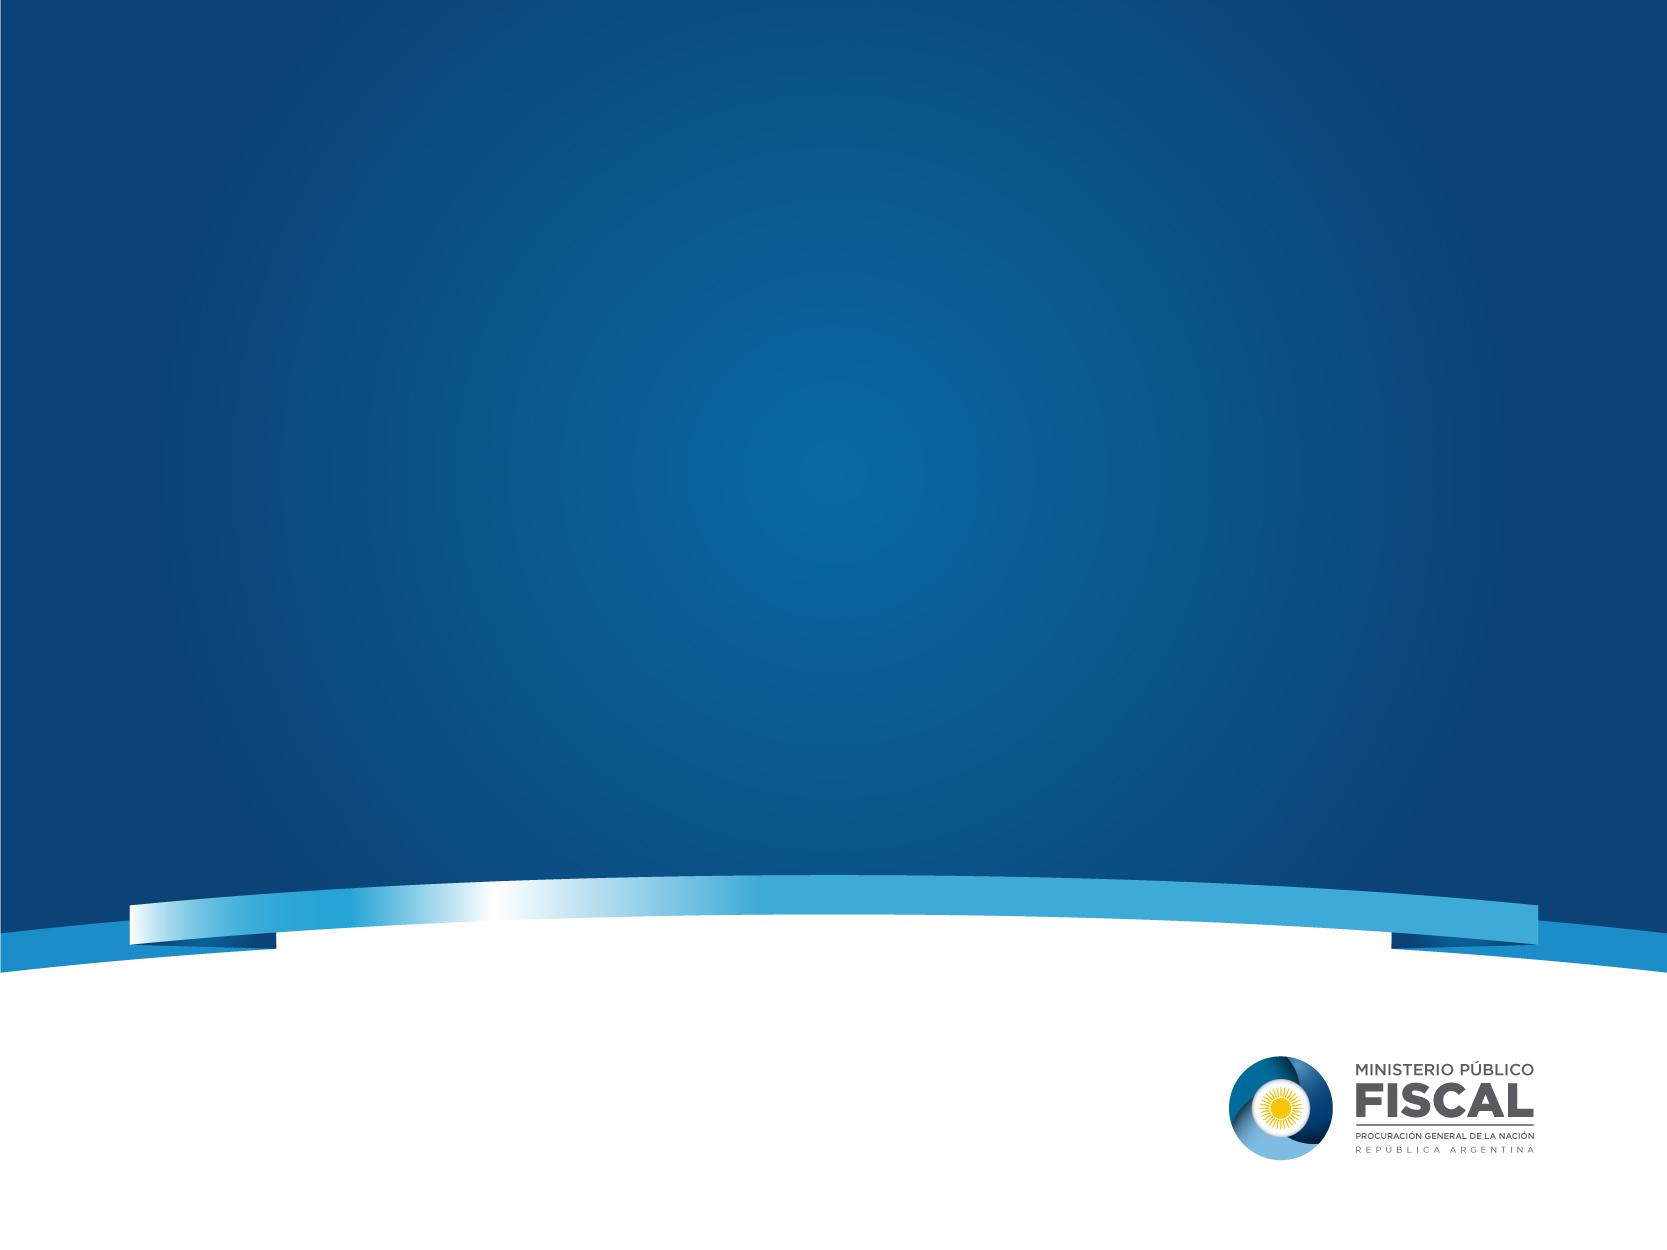 MINISTERIO PÚBLICO
FISCAL
PROCURACIÓN GENERAL DE LA NACIÓN
REPÚBLICA ARGENTINA